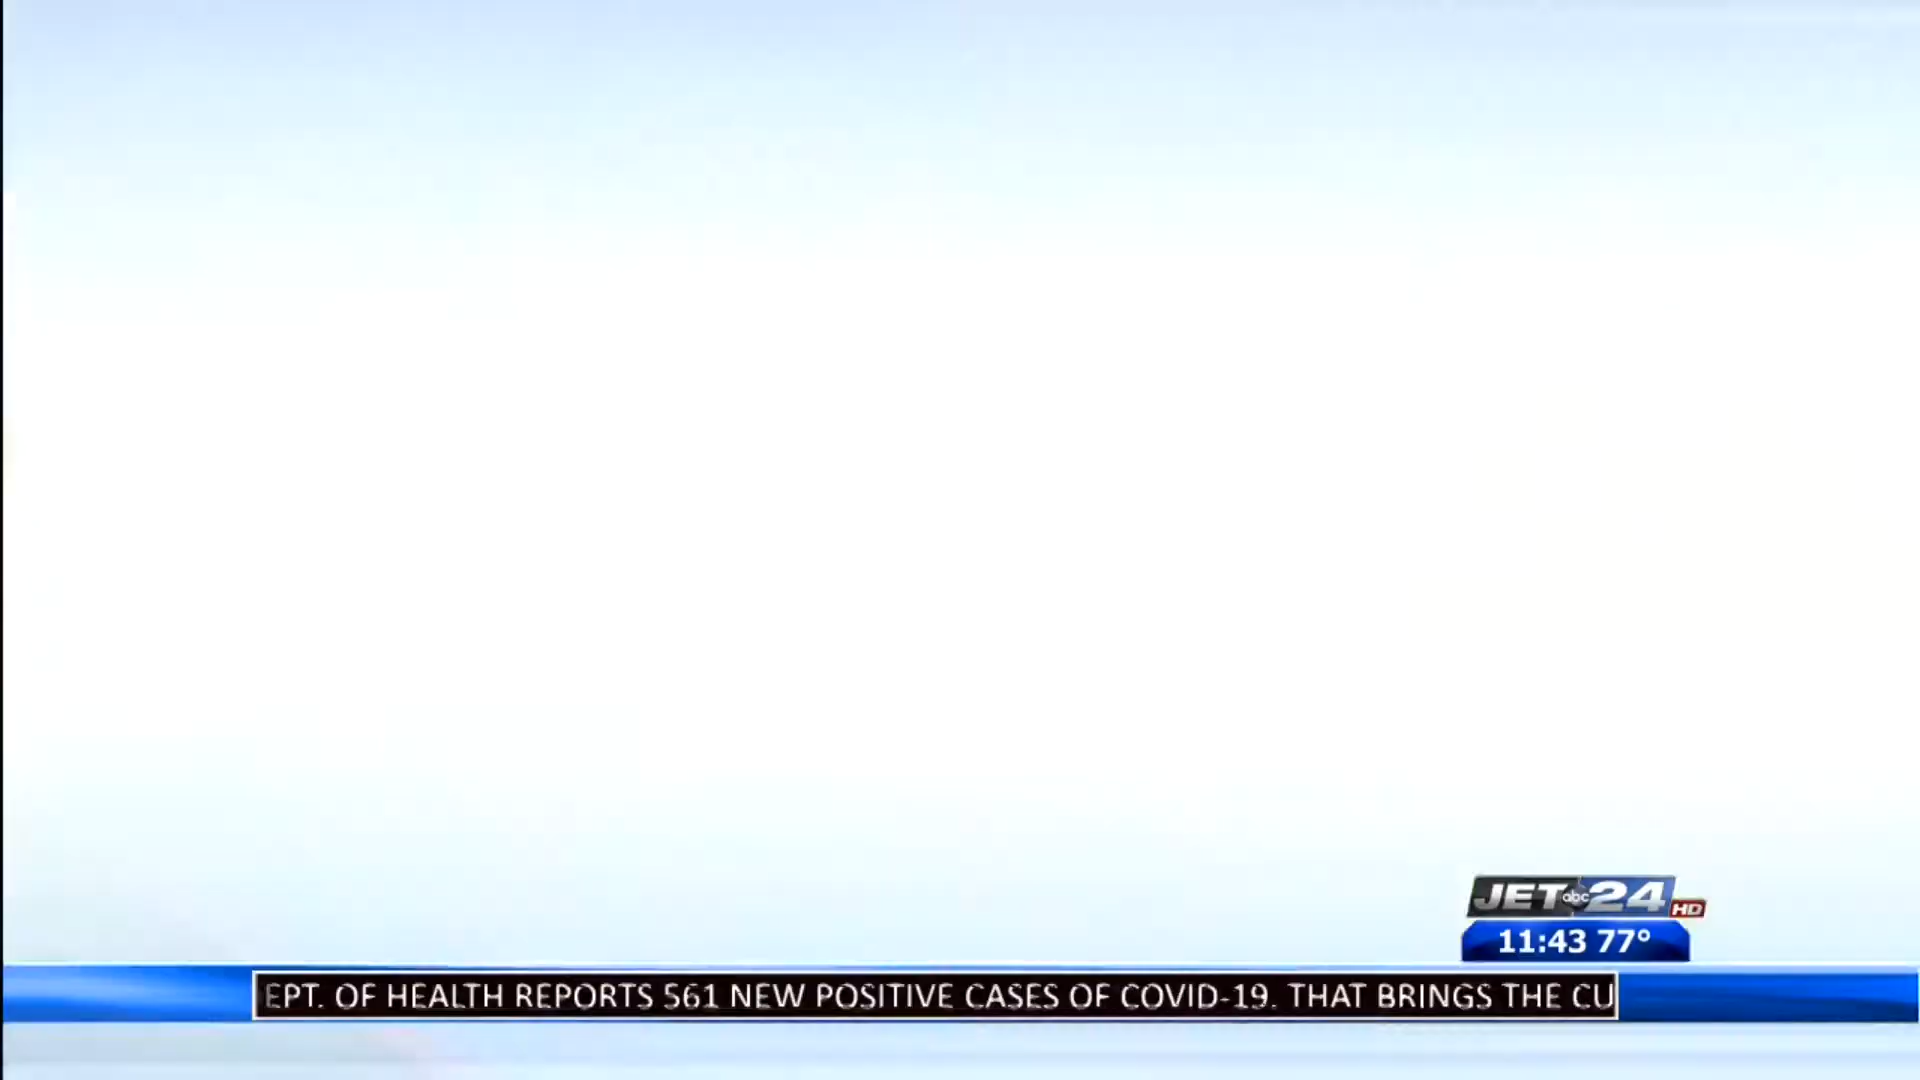 JET abc 24 HD
11:43 77°
EPT. OF HEALTH REPORTS 561 NEW POSITIVE CASES OF COVID-19. THAT BRINGS THE CU